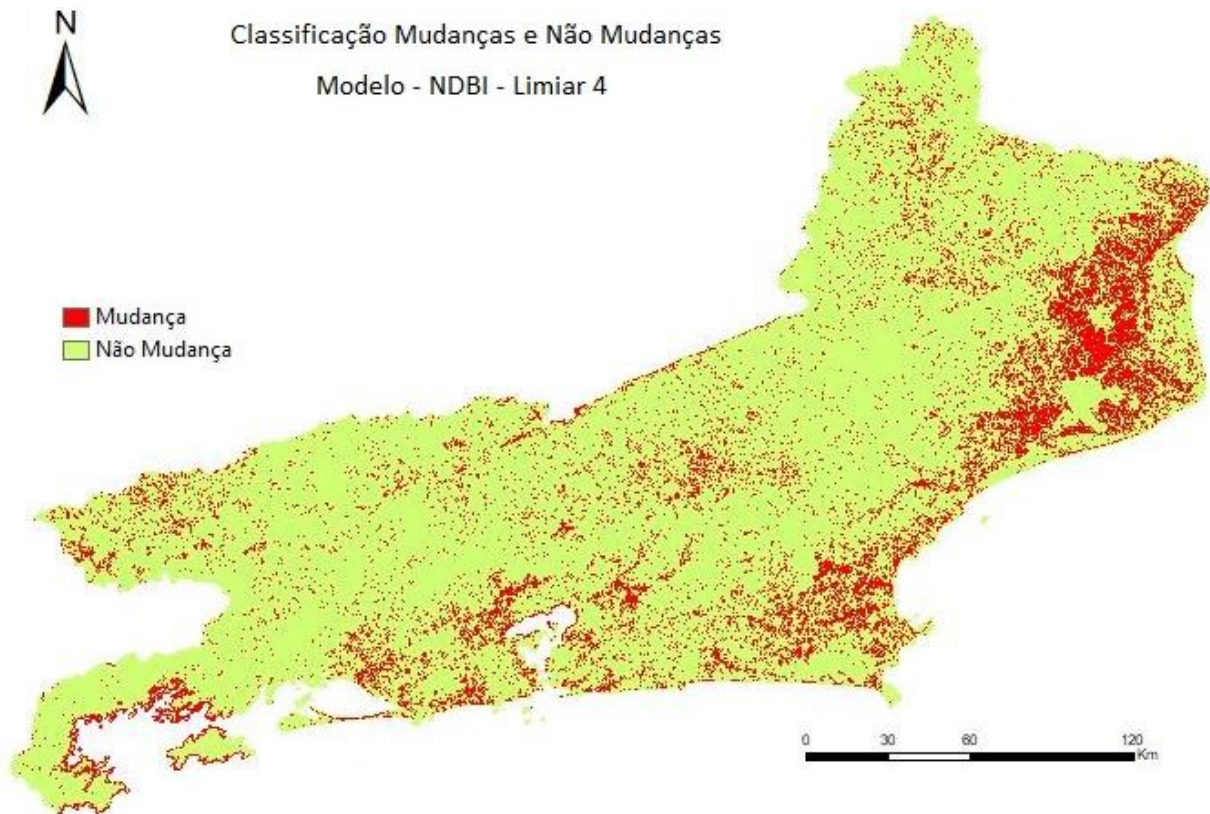 N
Classificação Mudanças e Não Mudanças
Modelo - NDBI - Limiar 4
Mudança
Não Mudança
0 30 60 120
Km